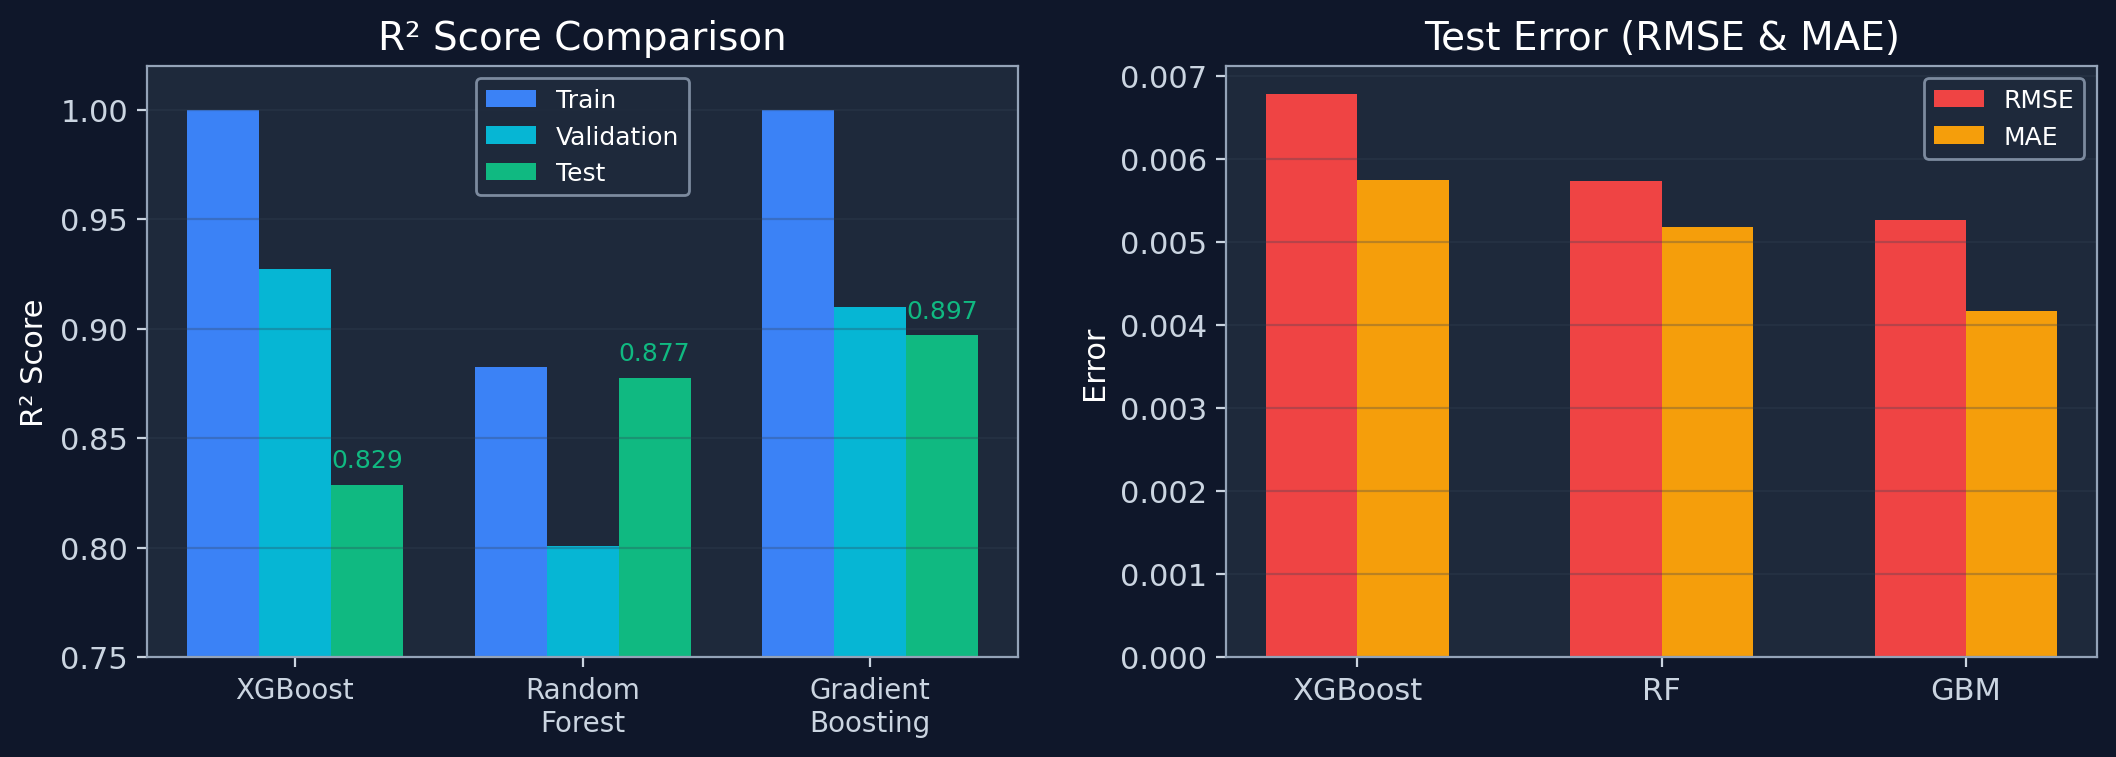 R² Score Comparison
R² Score
1.00
0.95
0.90
0.85
0.80
0.75
Train
Validation
Test
0.829
0.877
0.897
XGBoost
Random
Forest
Gradient
Boosting
Test Error (RMSE & MAE)
Error
0.007
0.006
0.005
0.004
0.003
0.002
0.001
0.000
RMSE
MAE
XGBoost
RF
GBM